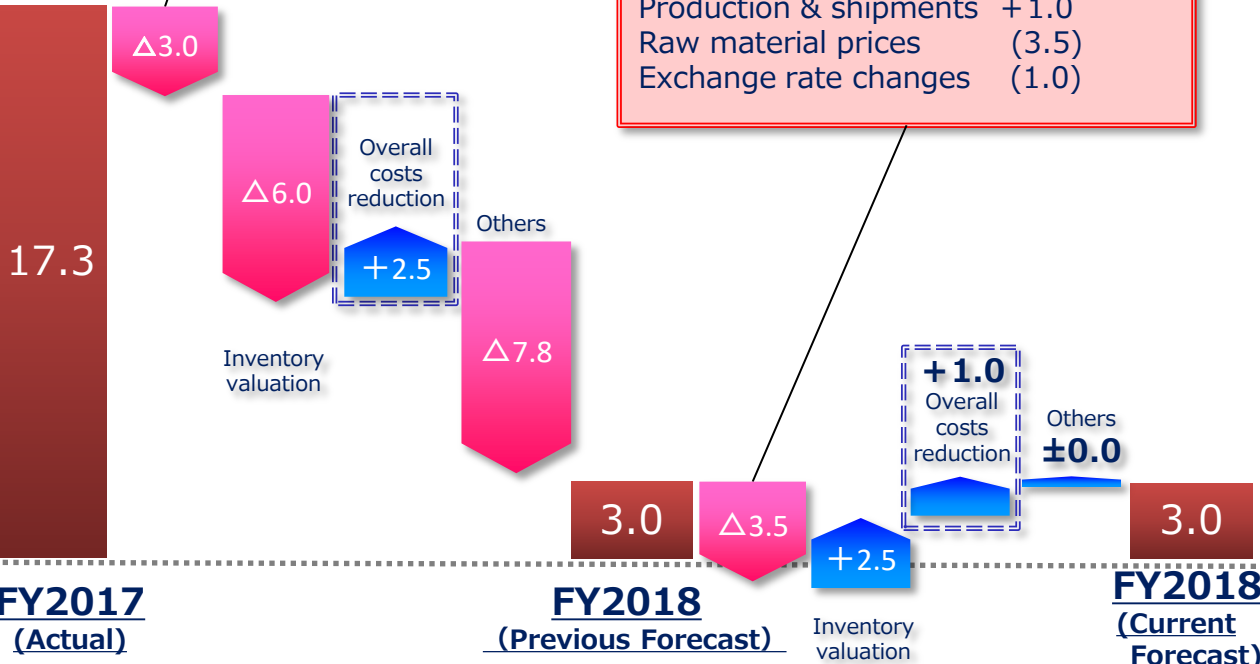 Production & shipments +1.0
Raw material prices (3.5)
Exchange rate changes (1.0)
△3.0
17.3
△6.0
Overall
costs
reduction
+2.5
Others
△7.8
Inventory
valuation
3.0
△3.5
+2.5
Inventory
valuation
+1.0
Overall
costs
reduction
Others
±0.0
3.0
FY2017
(Actual)
FY2018
(Previous Forecast)
FY2018
(Current
Forecast)